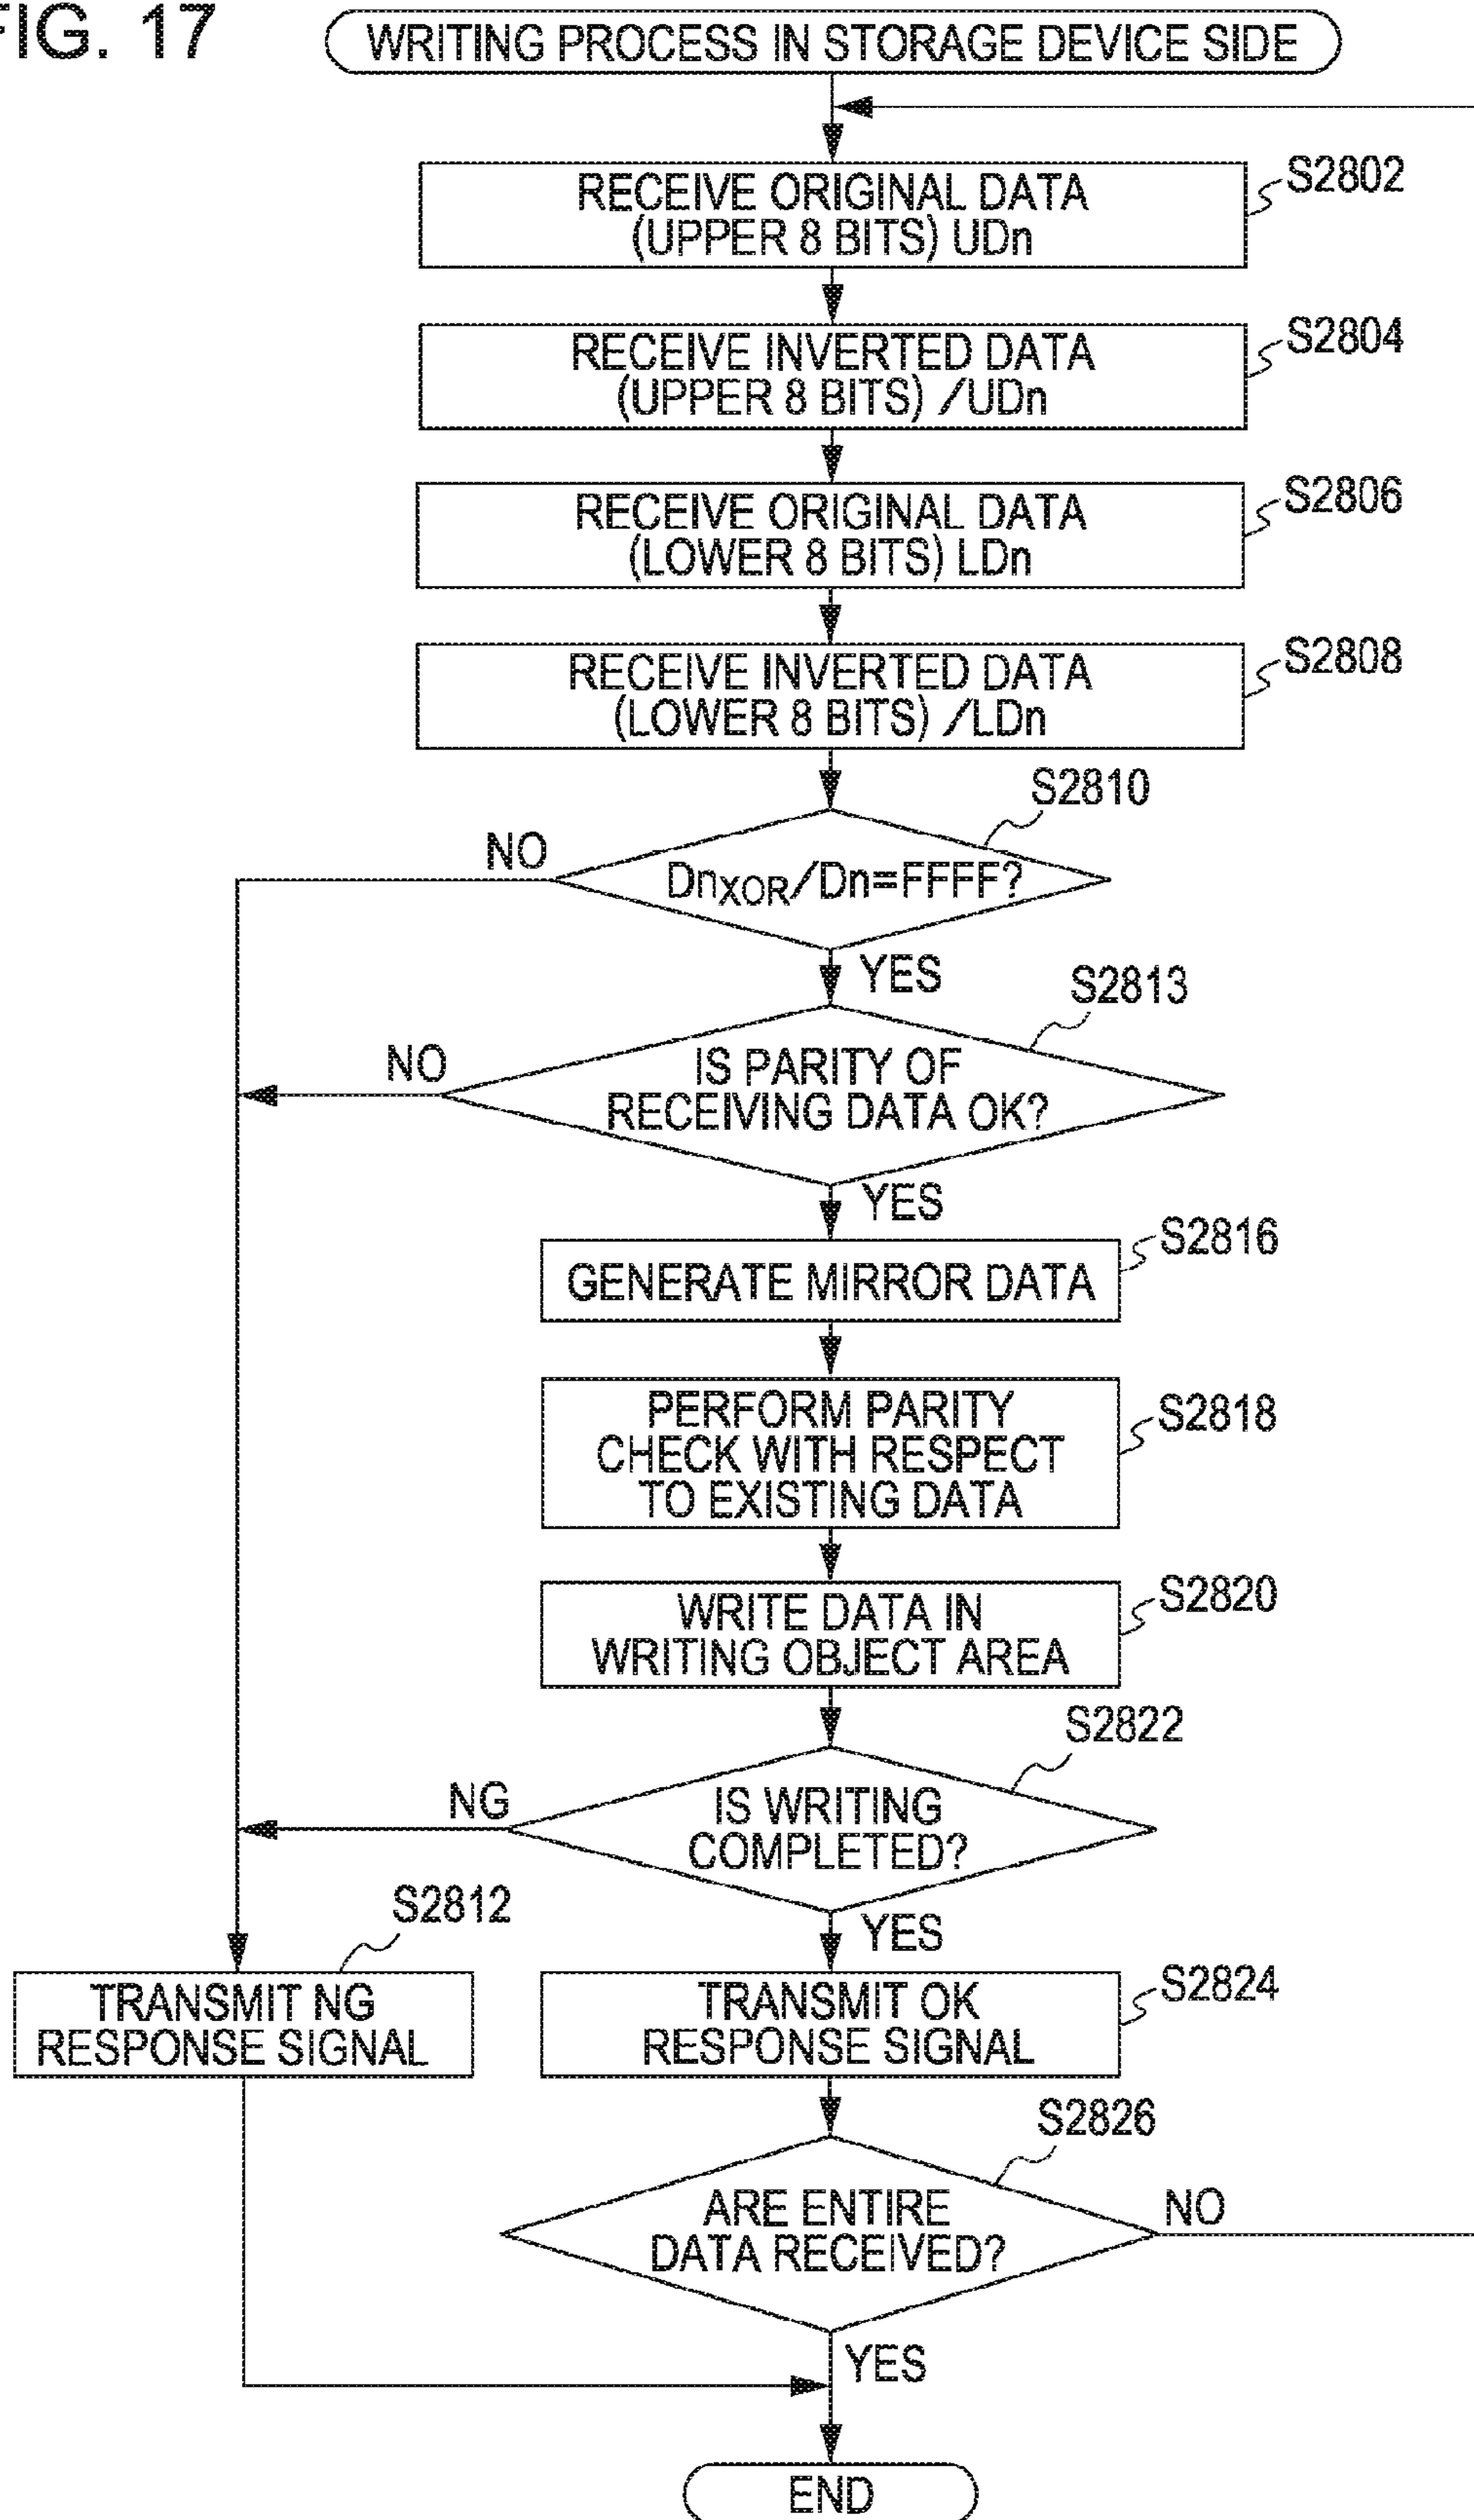 FIG. 17
WRITING PROCESS IN STORAGE DEVICE SIDE
RECEIVE ORIGINAL DATA
(UPPER 8 BITS) UDn
S2802
RECEIVE INVERTED DATA
(UPPER 8 BITS) /UDn
S2804
RECEIVE ORIGINAL DATA
(LOWER 8 BITS) LDn
S2806
RECEIVE INVERTED DATA
(LOWER 8 BITS) /LDn
S2808
S2810
NO
DnXOR/Dn=FFFF?
YES
S2813
NO
IS PARITY OF
RECEIVING DATA OK?
YES
S2816
GENERATE MIRROR DATA
PERFORM PARITY
CHECK WITH RESPECT
TO EXISTING DATA
S2818
WRITE DATA IN
WRITING OBJECT AREA
S2820
S2822
NG
IS WRITING
COMPLETED?
S2812
YES
TRANSMIT NG
RESPONSE SIGNAL
TRANSMIT OK
RESPONSE SIGNAL
S2824
S2826
ARE ENTIRE
DATA RECEIVED?
NO
YES
END